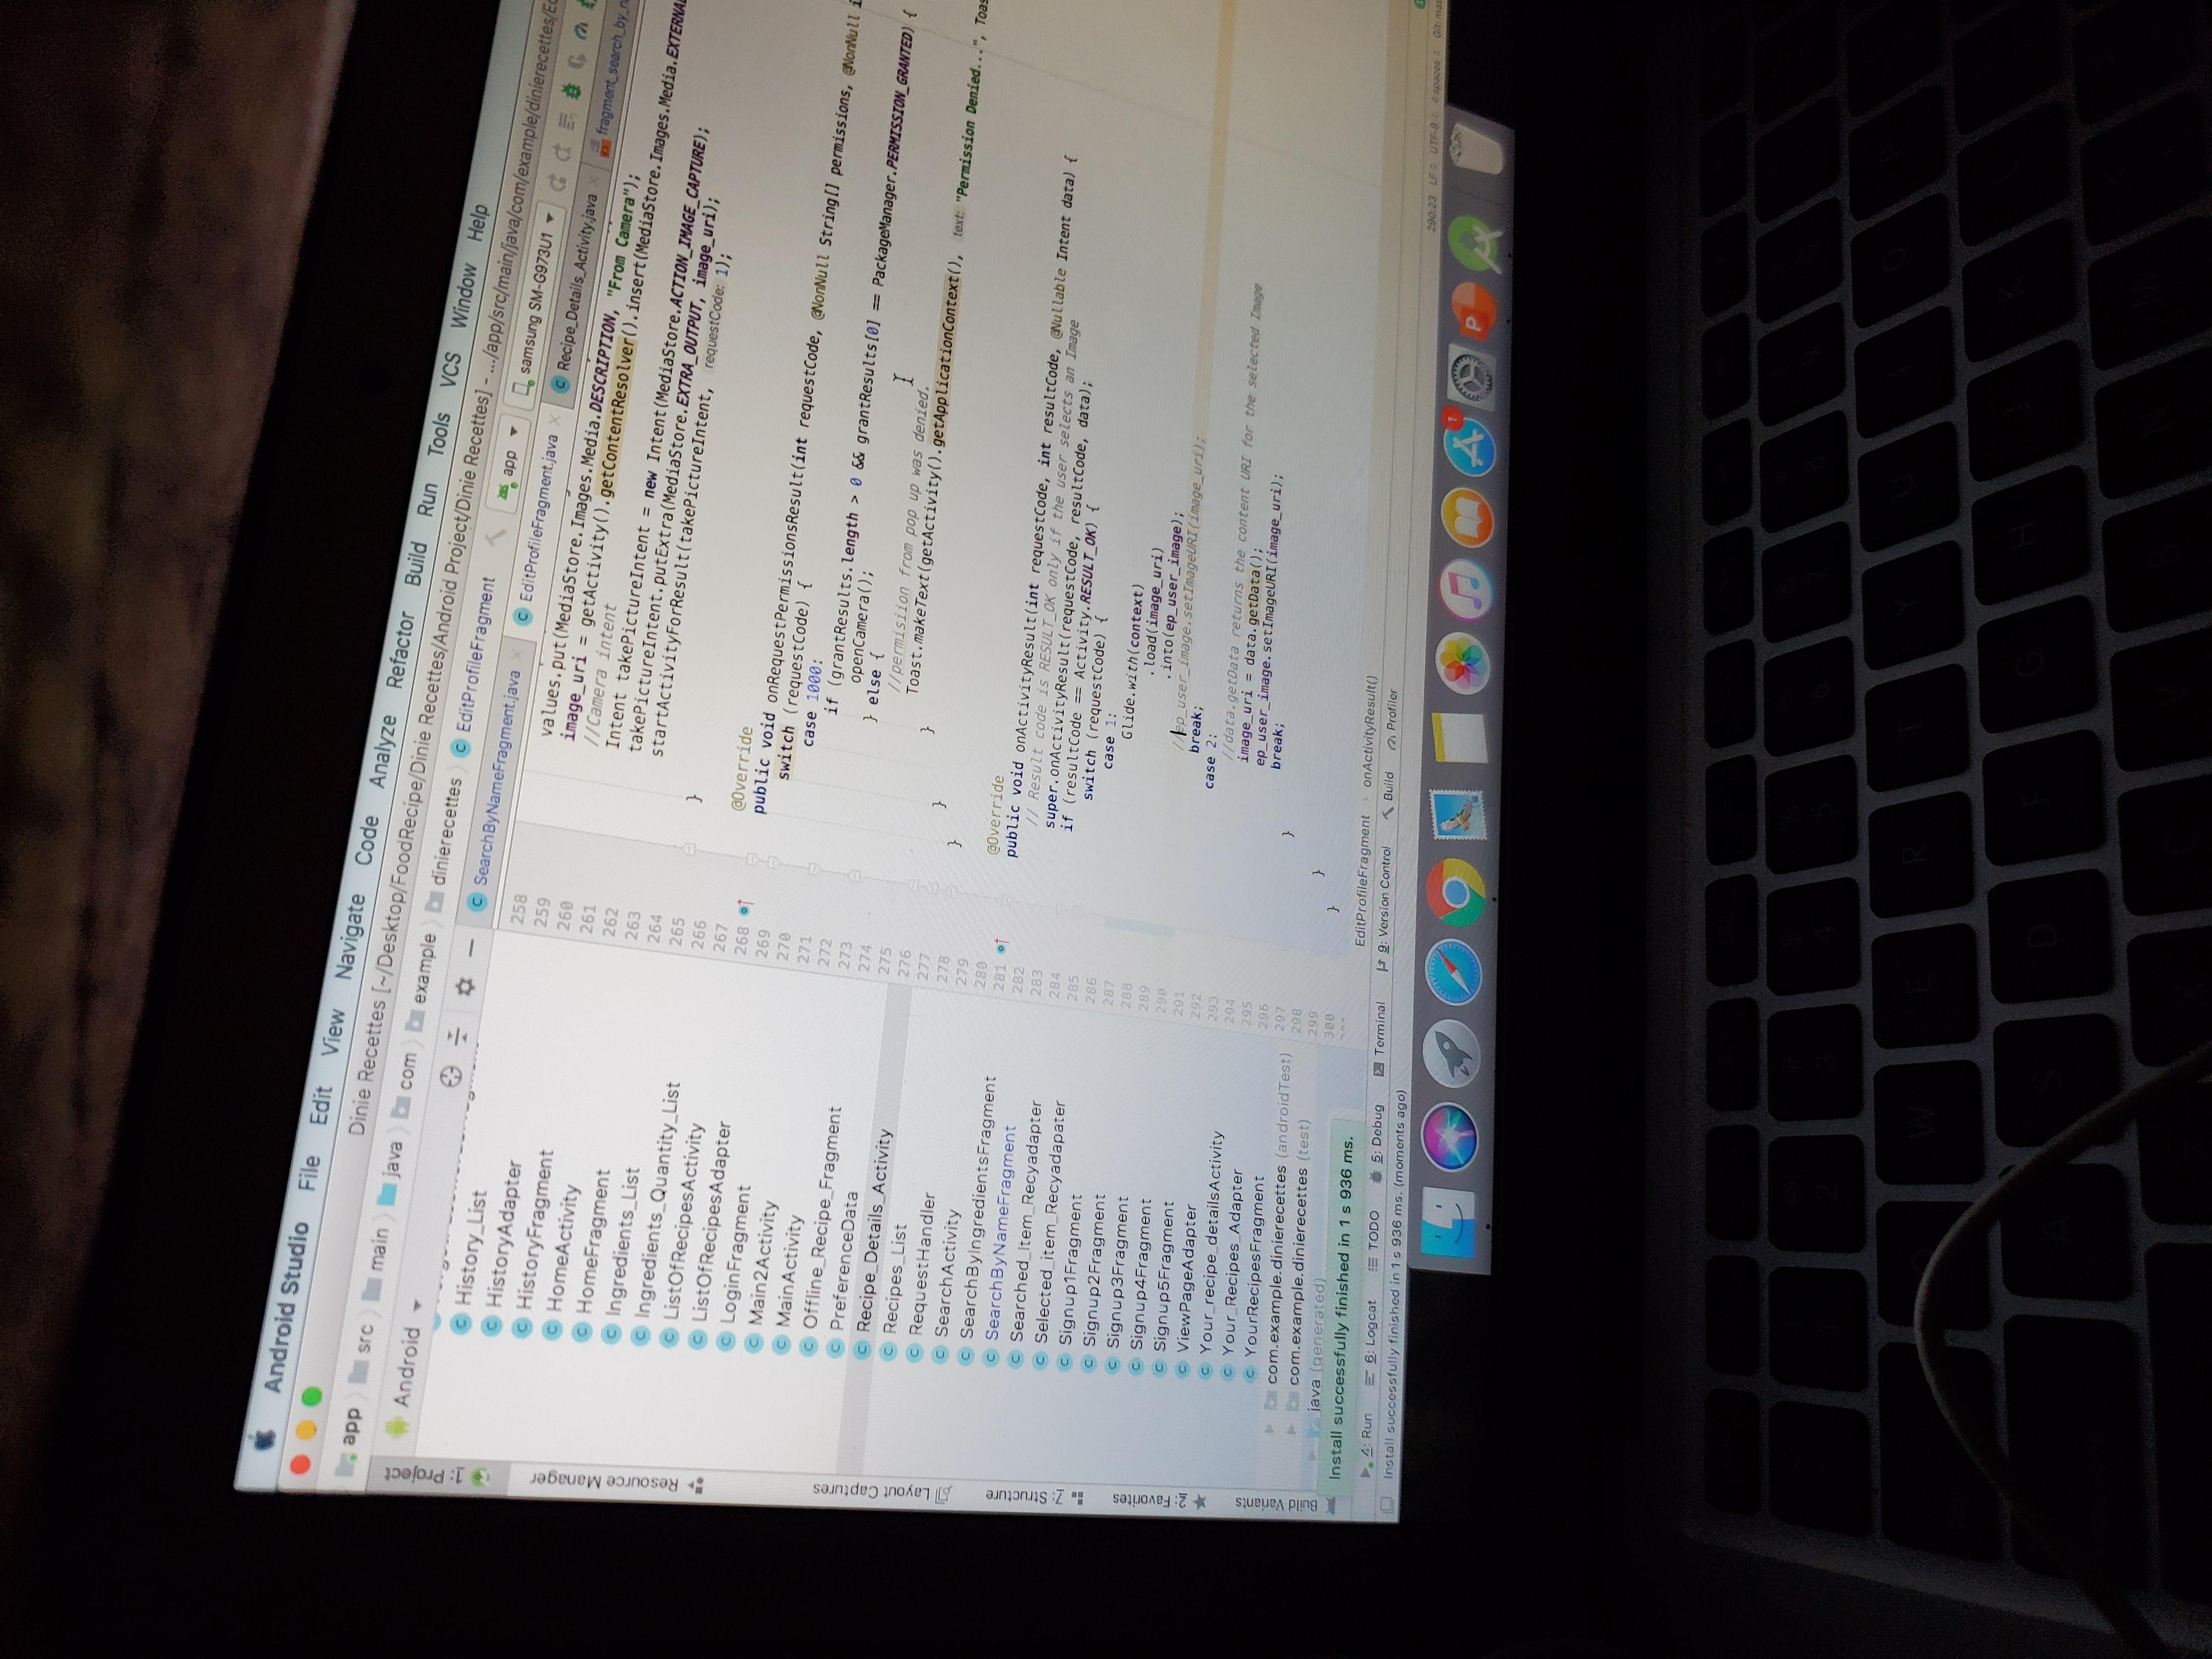 Android Studio File Edit View Navigate Code Analyze Refactor Build Run Tools VCS Window Help
Dinie Recettes [~/Desktop/FoodRecipe/Dinie Recettes/Android Project/Dinie Recettes] - .../app/src/main/java/com/example/dinierecettes/
app src main java com example dinierecettes EditProfileFragment app samsung SM-G973U1
Android
SearchByNameFragment.java EditProfileFragment.java Recipe_Details_Activity.java
1: Project
Resource Manager
Layout Captures
7: Structure
2: Favorites
Build Variants
History_List
HistoryAdapter
HistoryFragment
HomeActivity
HomeFragment
Ingredients_List
Ingredients_Quantity_List
ListOfRecipesActivity
ListOfRecipesAdapter
LoginFragment
Main2Activity
MainActivity
Offline_Recipe_Fragment
PreferenceData
Recipe_Details_Activity
Recipes_List
RequestHandler
SearchActivity
SearchByIngredientsFragment
SearchByNameFragment
Searched_Item_Recyadapter
Selected_item_Recyadapater
Signup1Fragment
Signup2Fragment
Signup3Fragment
Signup4Fragment
Signup5Fragment
ViewPageAdapter
Your_recipe_detailsActivity
Your_Recipes_Adapter
YourRecipesFragment
com.example.dinierecettes (androidTest)
com.example.dinierecettes (test)
java (generated)
Install successfully finished in 1 s 936 ms.
258
259
260
261
262
263
264
265
266
267
268
269
270
271
272
273
274
275
276
277
278
279
280
281
282
283
284
285
286
287
288
289
290
291
292
293
294
295
296
297
298
299
300
values.put(MediaStore.Images.Media.DESCRIPTION, "From Camera");
image_uri = getActivity().getContentResolver().insert(MediaStore.Images.Media.
//Camera intent
Intent takePictureIntent = new Intent(MediaStore.ACTION_IMAGE_CAPTURE);
takePictureIntent.putExtra(MediaStore.EXTRA_OUTPUT, image_uri);
startActivityForResult(takePictureIntent, requestCode: 1);
}
@Override
public void onRequestPermissionsResult(int requestCode, @NonNull String[] permissions, @NonNull
switch (requestCode) {
case 1000:
if (grantResults.length > 0 && grantResults[0] == PackageManager.PERMISSION_GRANTED) {
openCamera();
} else {
//permisiion from pop up was denied.
Toast.makeText(getActivity().getApplicationContext(), text: "Permission Denied...",
}
}
}
@Override
public void onActivityResult(int requestCode, int resultCode, @Nullable Intent data) {
// Result code is RESULT_OK only if the user selects an Image
super.onActivityResult(requestCode, resultCode, data);
if (resultCode == Activity.RESULT_OK) {
switch (requestCode) {
case 1:
Glide.with(context)
.load(image_uri)
.into(ep_user_image);
//ep_user_image.setImageURI(image_uri);
break;
case 2:
//data.getData returns the content URI for the selected Image
image_uri = data.getData();
ep_user_image.setImageURI(image_uri);
break;
}
}
}
EditProfileFragment onActivityResult()
4: Run 6: Logcat TODO 5: Debug Terminal 9: Version Control Build Profiler
Install successfully finished in 1 s 936 ms. (moments ago) 290:23 LF UTF-8 4 spaces